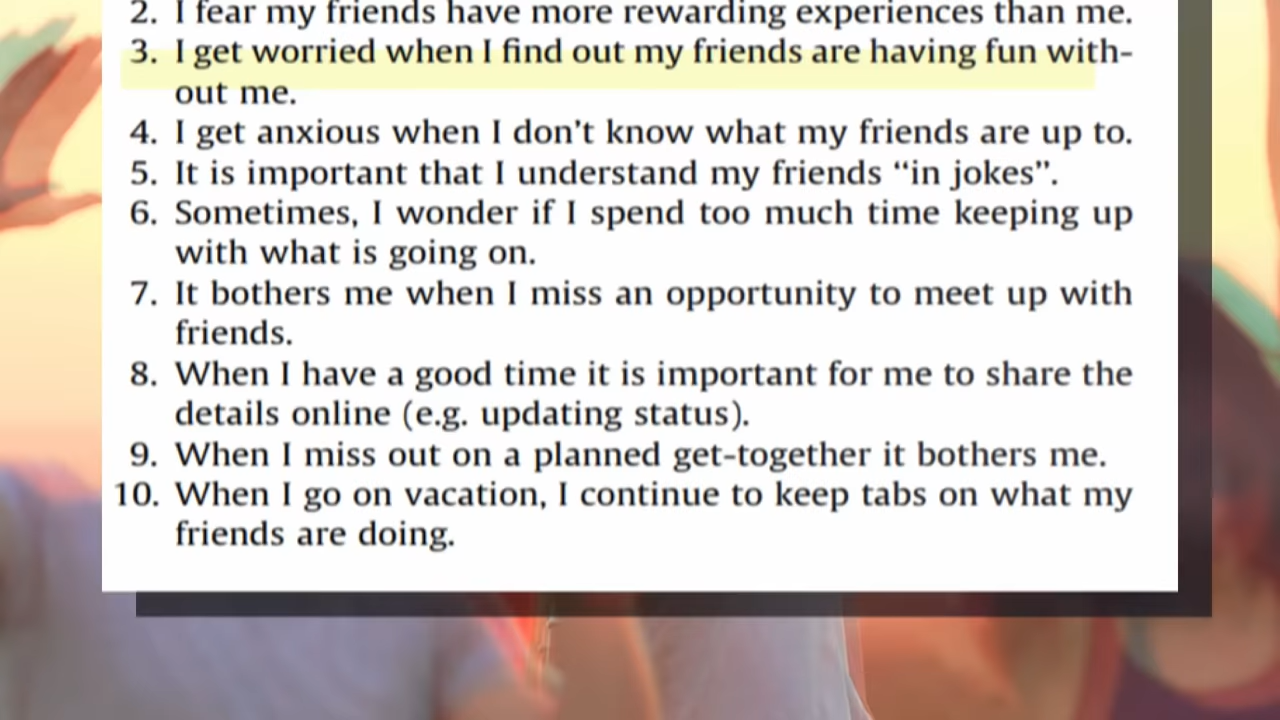 2. I fear my friends have more rewarding experiences than me.
3. I get worried when I find out my friends are having fun with-
out me.
4. I get anxious when I don't know what my friends are up to.
5. It is important that I understand my friends “in jokes”.
6. Sometimes, I wonder if I spend too much time keeping up
with what is going on.
7. It bothers me when I miss an opportunity to meet up with
friends.
8. When I have a good time it is important for me to share the
details online (e.g. updating status).
9. When I miss out on a planned get-together it bothers me.
10. When I go on vacation, I continue to keep tabs on what my
friends are doing.